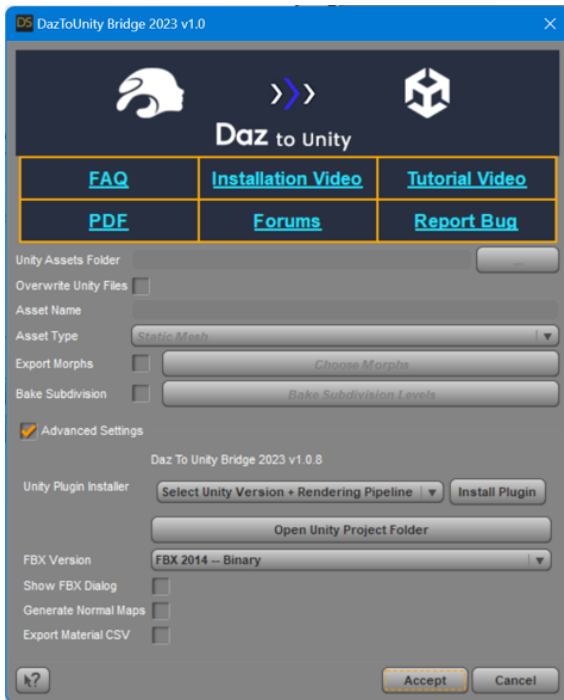 DS DazToUnity Bridge 2023 v1.0
Daz to Unity
FAQ Installation Video Tutorial Video
PDF Forums Report Bug
Unity Assets Folder ...
Overwrite Unity Files
Asset Name
Asset Type Static Mesh
Export Morphs Choose Morphs
Bake Subdivision Bake Subdivision Levels
Advanced Settings
Daz To Unity Bridge 2023 v1.0.8
Unity Plugin Installer Select Unity Version + Rendering Pipeline Install Plugin
Open Unity Project Folder
FBX Version FBX 2014 -- Binary
Show FBX Dialog
Generate Normal Maps
Export Material CSV
? Accept Cancel